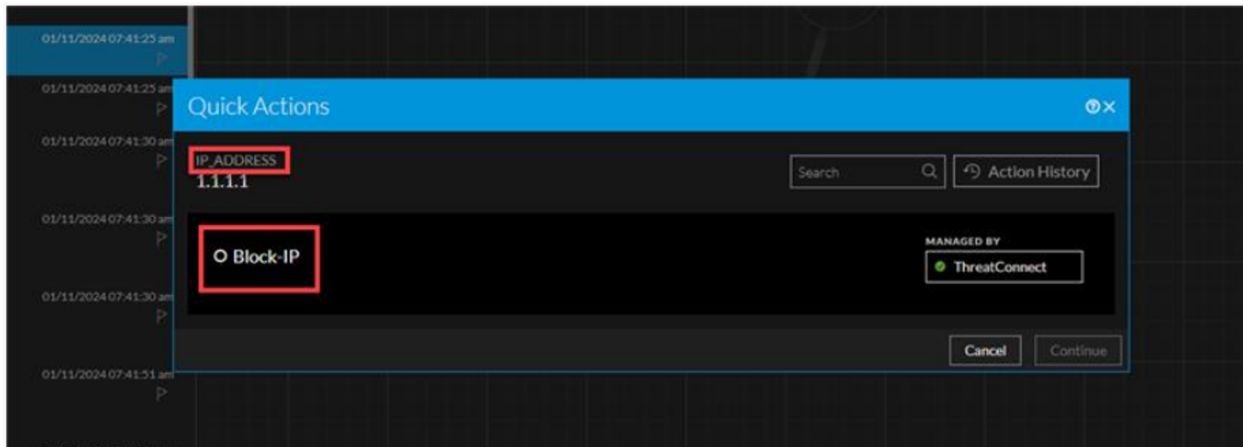 01/11/2024 07:41:25 am
01/11/2024 07:41:25 am
01/11/2024 07:41:30 am
01/11/2024 07:41:30 am
01/11/2024 07:41:30 am
01/11/2024 07:41:51 am
Quick Actions
IP_ADDRESS
1.1.1.1
Search
Action History
Block-IP
MANAGED BY
ThreatConnect
Cancel
Continue